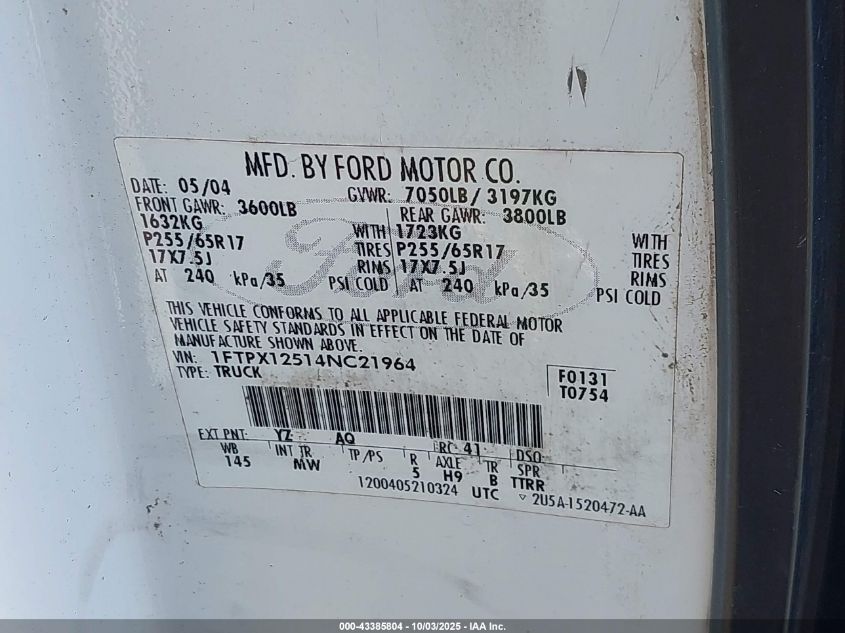 MFD. BY FORD MOTOR CO.
DATE: 05/04 GVWR: 7050LB/ 3197KG
FRONT GAWR: 3600LB REAR GAWR: 3800LB
1632KG WITH 1723KG WITH
P255/65R17 TIRES P255/65R17 TIRES
17X7.5J RIMS 17X7.5J RIMS
AT 240 kPa/35 PSI COLD AT 240 kPa/35 PSI COLD
THIS VEHICLE CONFORMS TO ALL APPLICABLE FEDERAL MOTOR
VEHICLE SAFETY STANDARDS IN EFFECT ON THE DATE OF
MANUFACTURE SHOWN ABOVE.
VIN: 1FTPX12514NC21964
TYPE: TRUCK
F0131
T0754
EXT PNT: YZ AQ RC: 41 DSO:
WB INT TR TP/PS R AXLE TR SPR
145 MW 5 H9 B TTRR
1200405210324 UTC ▽ 2U5A-1520472-AA
Ford
000-43385804 - 10/03/2025 - IAA Inc.